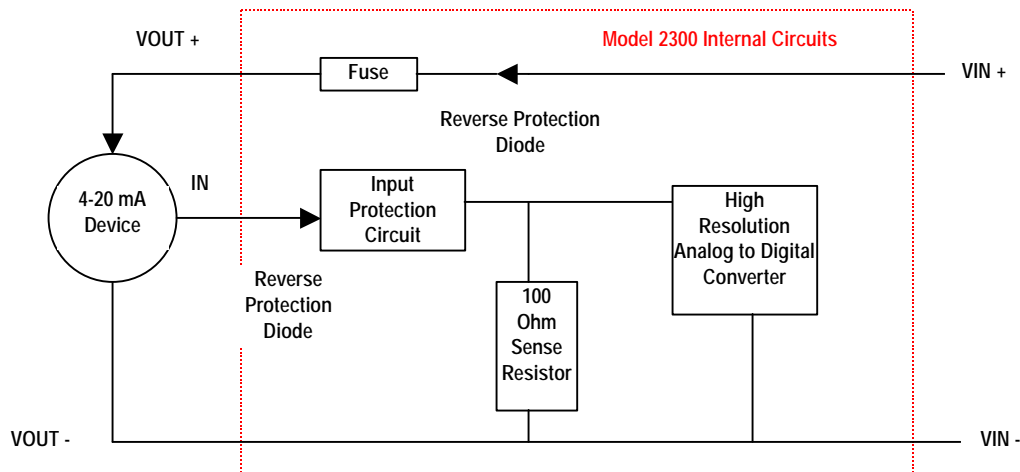 VOUT +
Model 2300 Internal Circuits
Fuse
VIN +
Reverse Protection
Diode
4-20 mA
Device
IN
Input
Protection
Circuit
High
Resolution
Analog to Digital
Converter
Reverse
Protection
Diode
100
Ohm
Sense
Resistor
VOUT -
VIN -